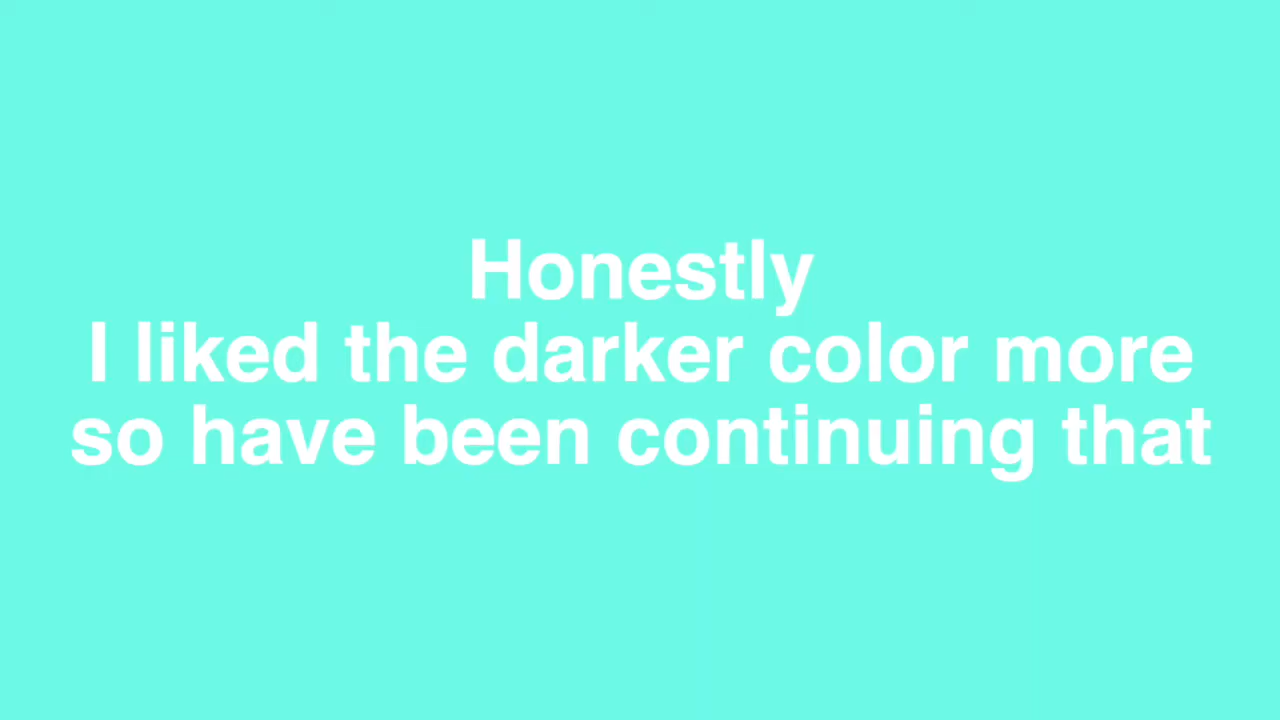 Honestly
I liked the darker color more
so have been continuing that